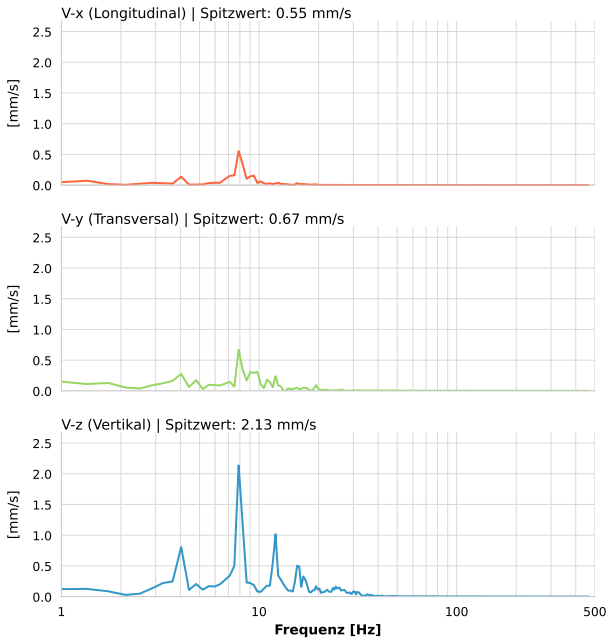 V-x (Longitudinal) | Spitzwert: 0.55 mm/s
2.5
2.0
1.5
1.0
0.5
0.0
[mm/s]
V-y (Transversal) | Spitzwert: 0.67 mm/s
2.5
2.0
1.5
1.0
0.5
0.0
[mm/s]
V-z (Vertikal) | Spitzwert: 2.13 mm/s
2.5
2.0
1.5
1.0
0.5
0.0
[mm/s]
1 10 100 500
Frequenz [Hz]